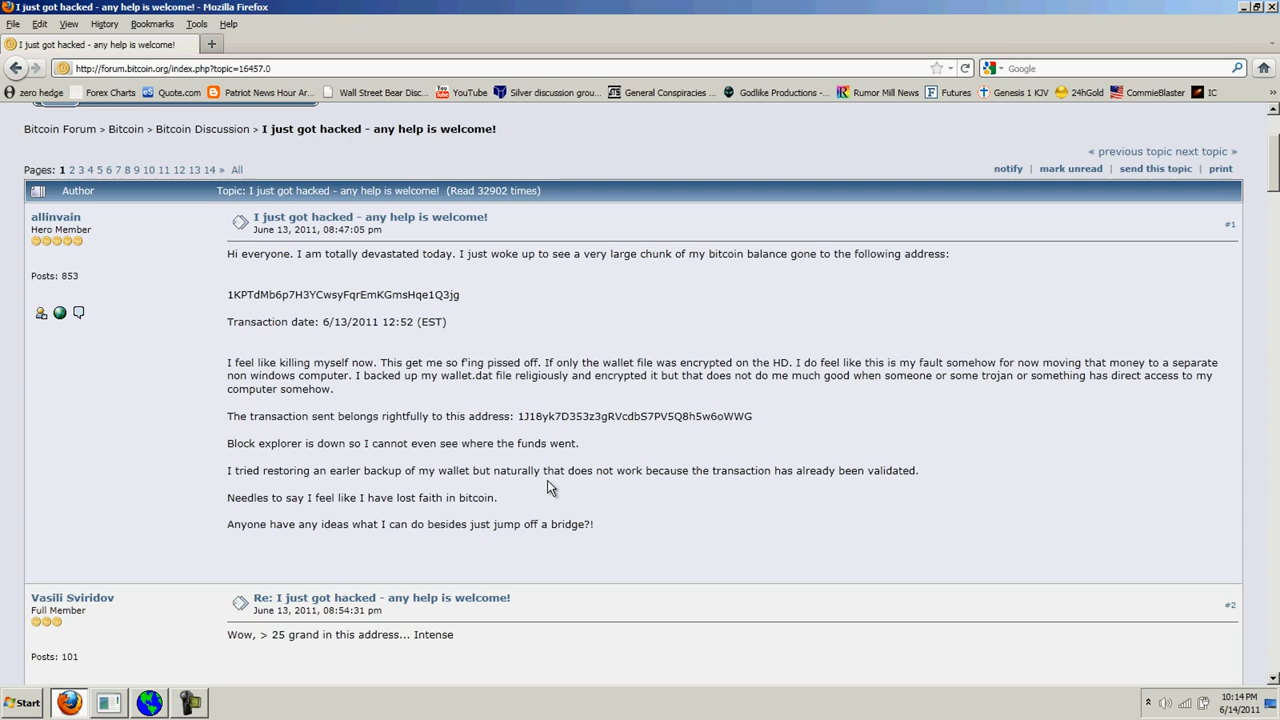 I just got hacked - any help is welcome! - Mozilla Firefox
File Edit View History Bookmarks Tools Help
I just got hacked - any help is welcome!
http://forum.bitcoin.org/index.php?topic=16457.0
Google
zero hedge Forex Charts Quote.com Patriot News Hour Ar... Wall Street Bear Disc... YouTube Silver discussion grou... General Conspiracies ... Godlike Productions -... Rumor Mill News Futures Genesis 1 KJV 24hGold CommieBlaster IC »
Bitcoin Forum > Bitcoin > Bitcoin Discussion > I just got hacked - any help is welcome!
« previous topic next topic »
Pages: 1 2 3 4 5 6 7 8 9 10 11 12 13 14 » All
notify | mark unread | send this topic | print
Author Topic: I just got hacked - any help is welcome! (Read 32902 times)
allinvain
Hero Member
Posts: 853
I just got hacked - any help is welcome!
June 13, 2011, 08:47:05 pm
#1
Hi everyone. I am totally devastated today. I just woke up to see a very large chunk of my bitcoin balance gone to the following address:
1KPTdMb6p7H3YCwsyFqrEmKGmsHqe1Q3jg
Transaction date: 6/13/2011 12:52 (EST)
I feel like killing myself now. This get me so f'ing pissed off. If only the wallet file was encrypted on the HD. I do feel like this is my fault somehow for now moving that money to a separate
non windows computer. I backed up my wallet.dat file religiously and encrypted it but that does not do me much good when someone or some trojan or something has direct access to my
computer somehow.
The transaction sent belongs rightfully to this address: 1J18yk7D353z3gRVcdbS7PV5Q8h5w6oWWG
Block explorer is down so I cannot even see where the funds went.
I tried restoring an earler backup of my wallet but naturally that does not work because the transaction has already been validated.
Needles to say I feel like I have lost faith in bitcoin.
Anyone have any ideas what I can do besides just jump off a bridge?!
Vasili Sviridov
Full Member
Posts: 101
Re: I just got hacked - any help is welcome!
June 13, 2011, 08:54:31 pm
#2
Wow, > 25 grand in this address... Intense
Start
10:14 PM
6/14/2011